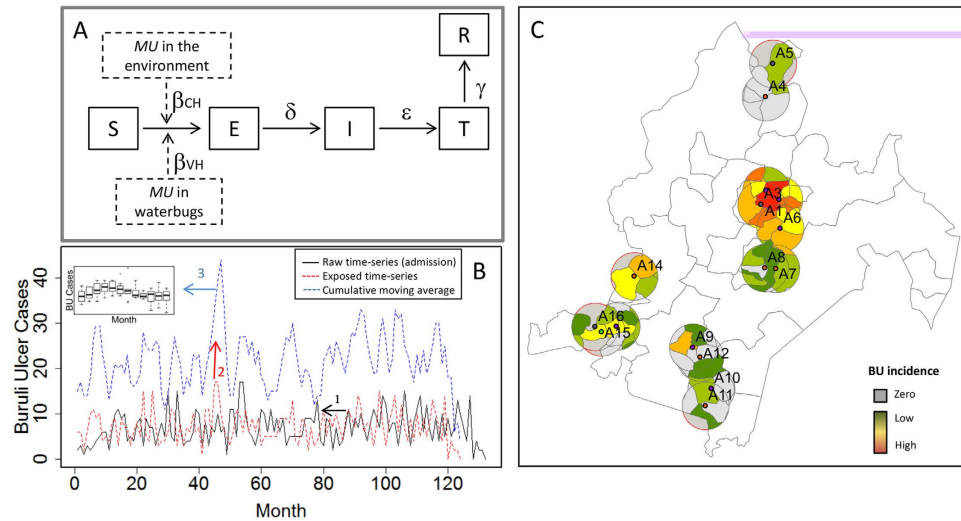 A
MU in the
environment
βCH
S
E
δ
I
ε
T
γ
R
βVH
MU in
waterbugs
B
Raw time-series (admission)
Exposed time-series
Cumulative moving average
BU Cases
Month
3
2
1
Buruli Ulcer Cases
40
30
20
10
0
0
20
40
60
80
100
120
Month
C
A5
A4
A3
A1
A6
A8
A7
A14
A16
A15
A9
A12
A10
A11
BU incidence
Zero
Low
High